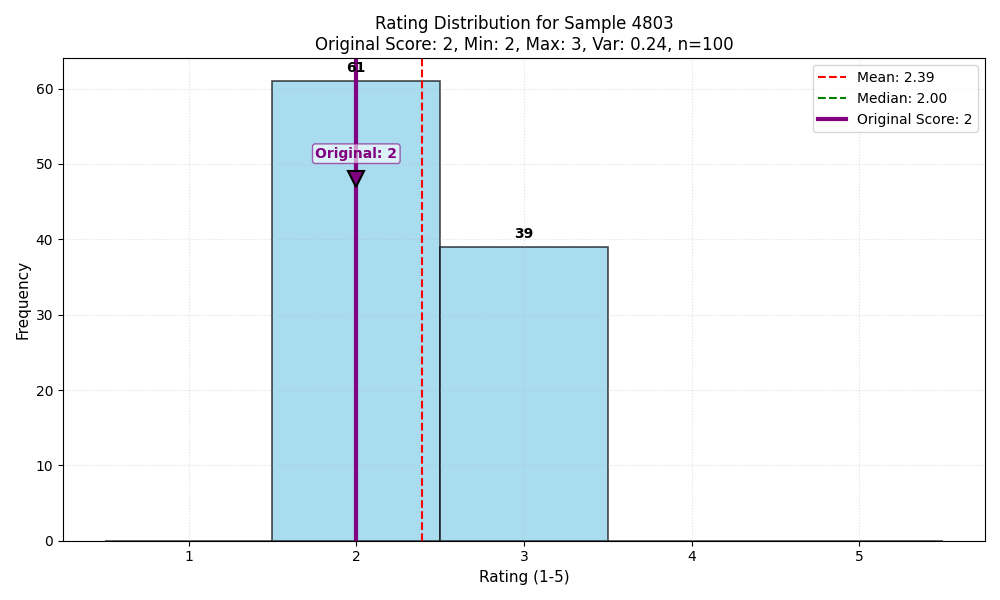 Rating Distribution for Sample 4803
Original Score: 2, Min: 2, Max: 3, Var: 0.24, n=100
Mean: 2.39
Median: 2.00
Original Score: 2
61
Original: 2
39
Frequency
60
50
40
30
20
10
0
1 2 3 4 5
Rating (1-5)